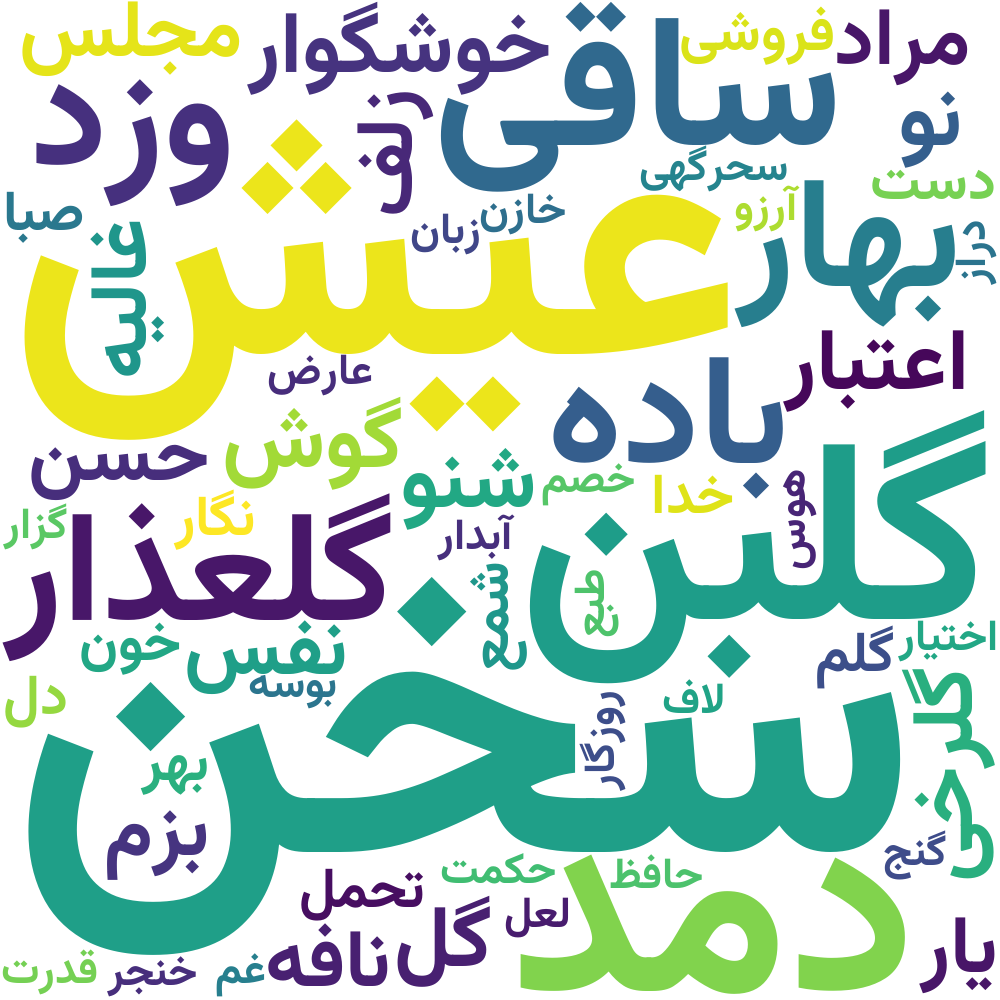 مراد
فروشی
ساقی
خوشگوار
مجلس
نو
زلف
وزد
سحرگهی
دست
آرزو
خازن
زبان
صبا
بهار
دراز
عیش
غالیه
اعتبار
عارض
باده
گوش
حسن
گلبن
شنو
خصم
خدا
هوس
نگار
گزار
گلعذار
آبدار
شمع
طبع
اختیار
گلم
نفس
خون
بوسه
دل
لاف
گلرخی
سخن
روزگار
بهر
بزم
گنج
دمد
حافظ
حکمت
تحمل
لعل
گل
نافه
یار
غم
خنجر
قدرت